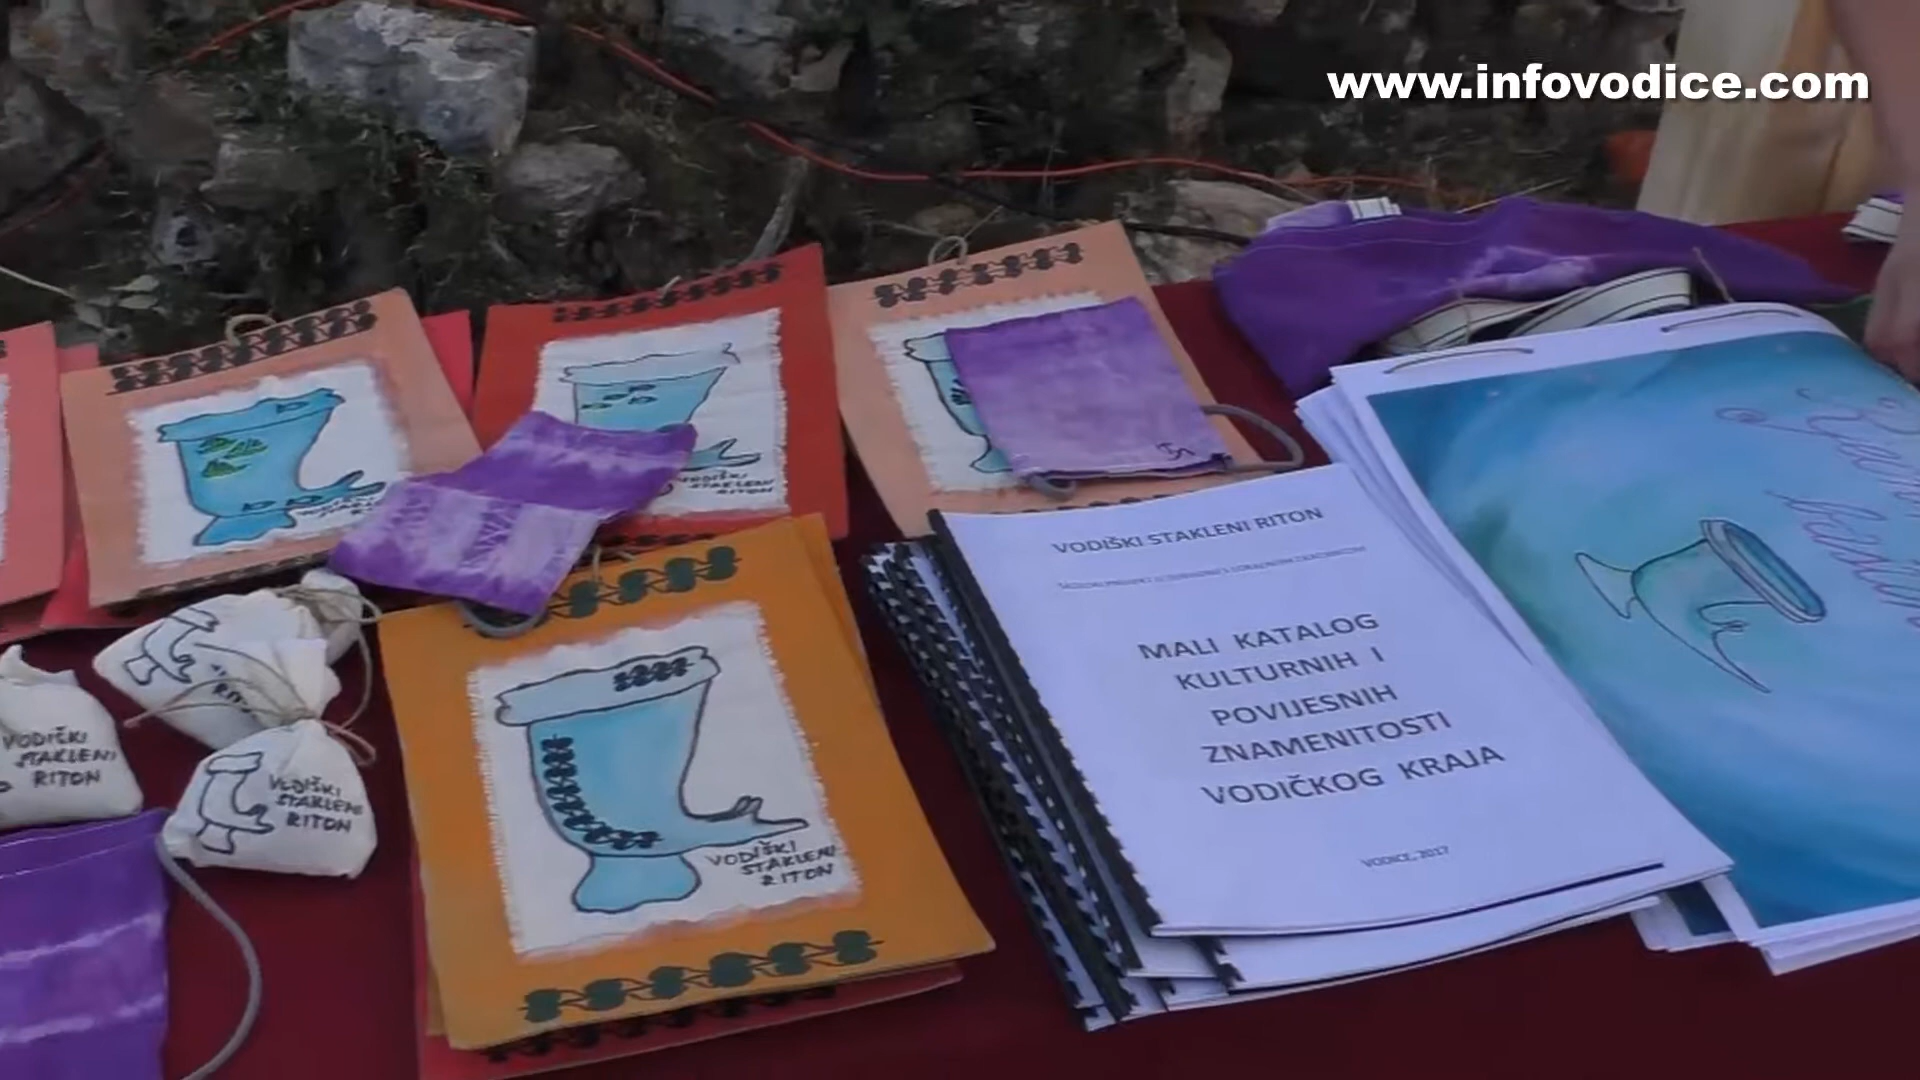 www.infovodice.com
VODIŠKI STAKLENI RITON
MALI KATALOG
KULTURNIH I
POVIJESNIH
ZNAMENITOSTI
VODIČKOG KRAJA
VODICE, 2017
VODIŠKI
STAKLENI
RITON
VODIŠKI
STAKLENI
RITON
VODIŠKI
STAKLENI
RITON
VODIŠKI
STAKLENI
RITON